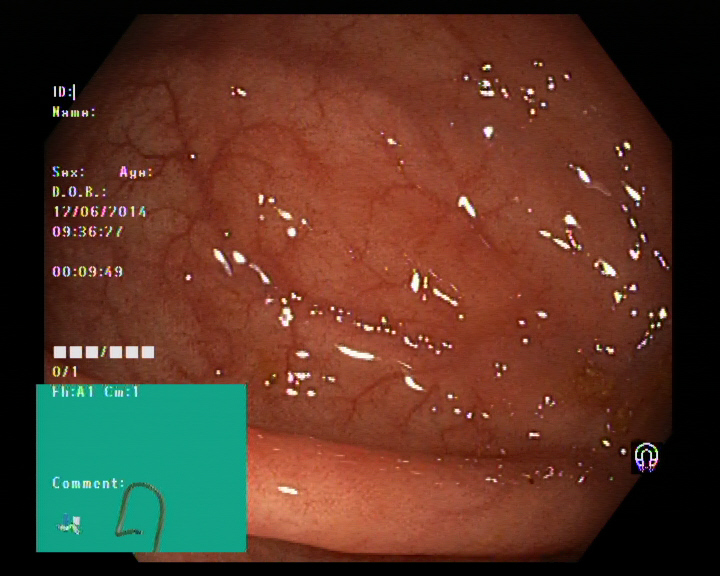 ID:
Name:
Sex: Age:
D.O.B.:
12/06/2014
09:36:27
00:09:49
■■■/■■■
0/1
Eh:A1 Cm:1
Comment: